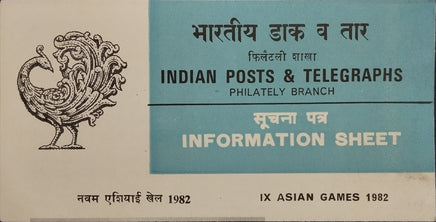 भारतीय डाक व तार
फिलैटली शाखा
INDIAN POSTS & TELEGRAPHS
PHILATELY BRANCH
सूचना पत्र
INFORMATION SHEET
नवम एशियाई खेल 1982
IX ASIAN GAMES 1982